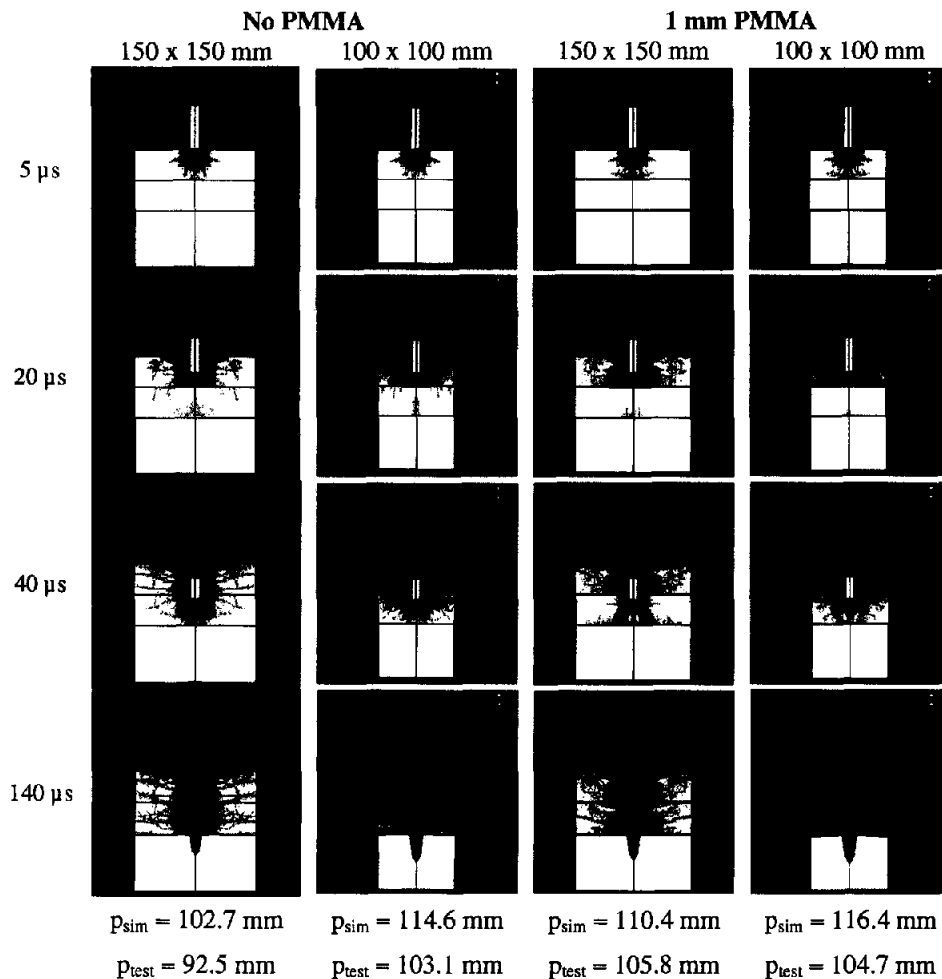 No PMMA 1 mm PMMA
150 x 150 mm 100 x 100 mm 150 x 150 mm 100 x 100 mm
5 µs
20 µs
40 µs
140 µs
p_sim = 102.7 mm p_sim = 114.6 mm p_sim = 110.4 mm p_sim = 116.4 mm
p_test = 92.5 mm p_test = 103.1 mm p_test = 105.8 mm p_test = 104.7 mm